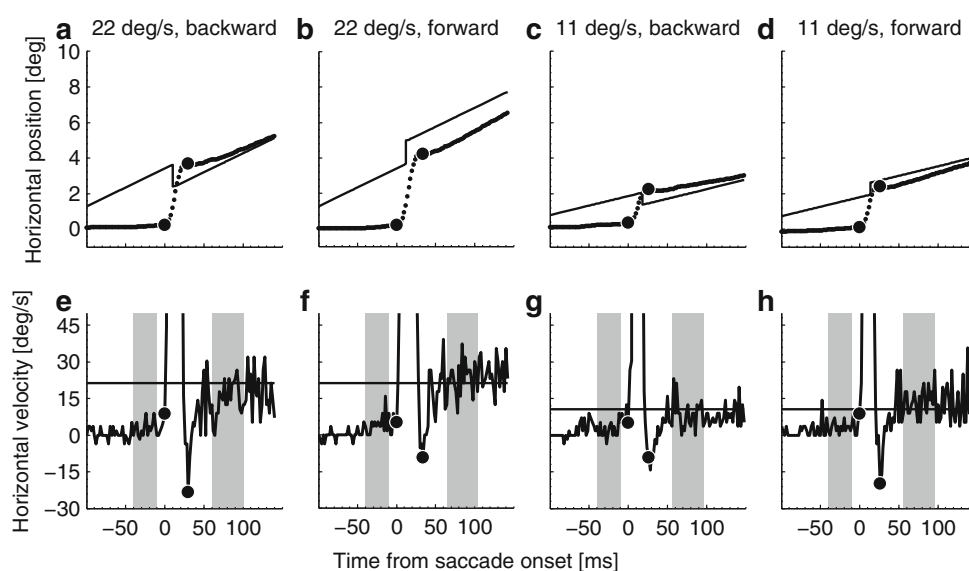 a 22 deg/s, backward
b 22 deg/s, forward
c 11 deg/s, backward
d 11 deg/s, forward
Horizontal position [deg]
10
8
6
4
2
0
e
f
g
h
Horizontal velocity [deg/s]
45
30
15
0
−15
−30
−50 0 50 100
−50 0 50 100
−50 0 50 100
−50 0 50 100
Time from saccade onset [ms]